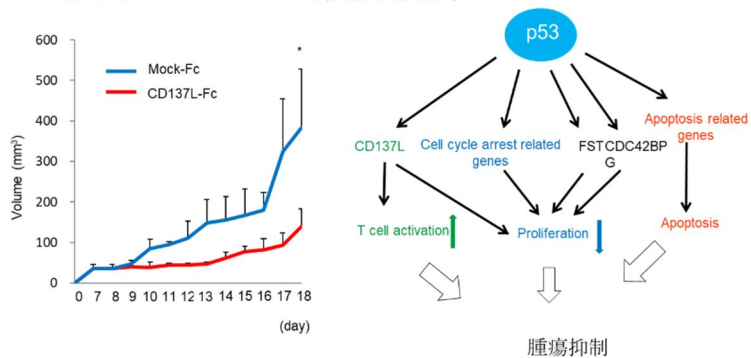 600
500
400
300
200
100
0
Volume (mm³)
Mock-Fc
CD137L-Fc
*
0 7 8 9 10 11 12 13 14 15 16 17 18
(day)
p53
CD137L
Cell cycle arrest related
genes
FSTCDC42BP
G
Apoptosis related
genes
T cell activation
Proliferation
Apoptosis
腫瘍抑制